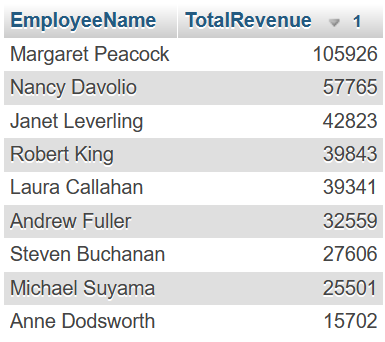 EmployeeName TotalRevenue 1
Margaret Peacock 105926
Nancy Davolio 57765
Janet Leverling 42823
Robert King 39843
Laura Callahan 39341
Andrew Fuller 32559
Steven Buchanan 27606
Michael Suyama 25501
Anne Dodsworth 15702